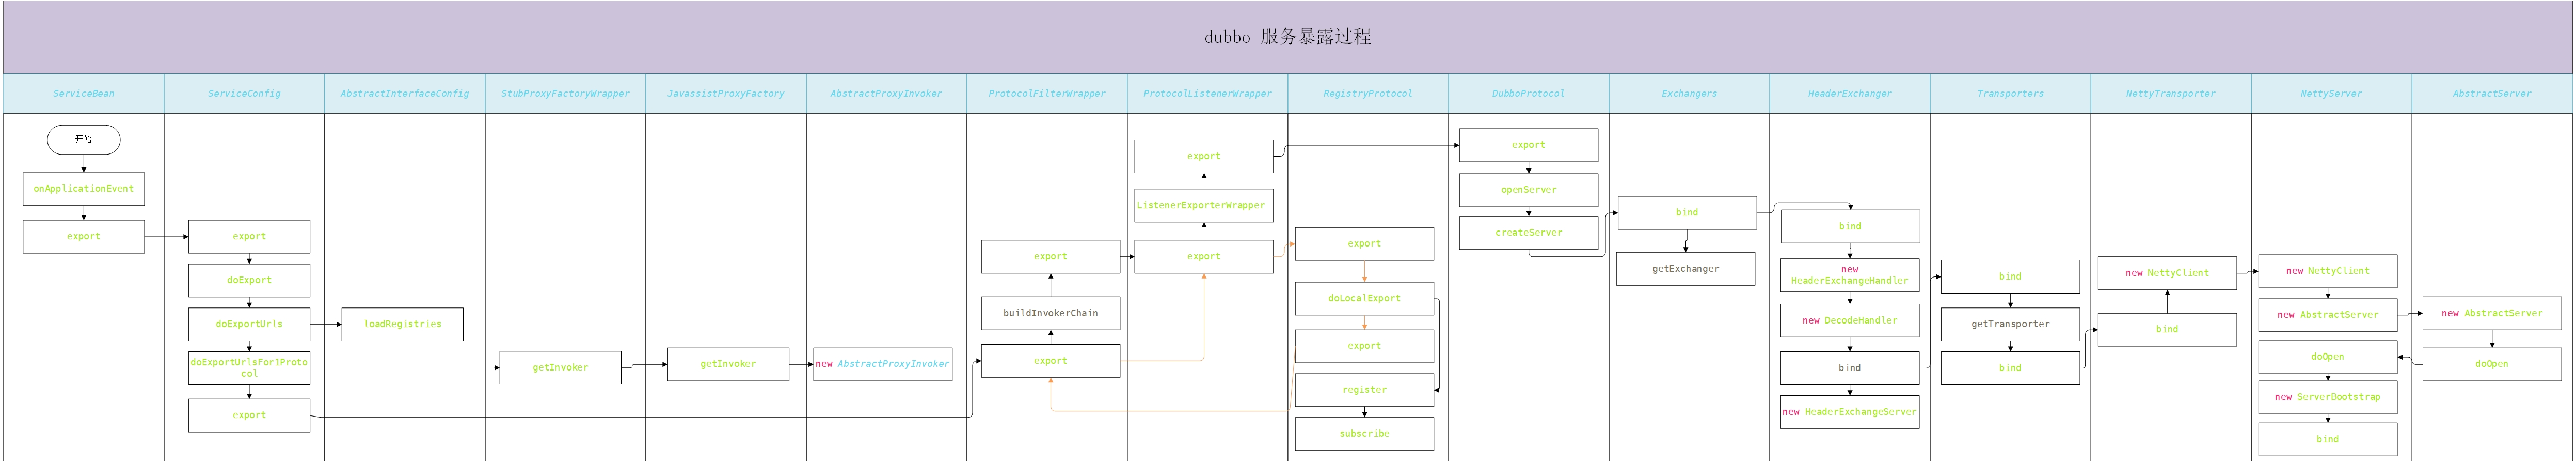 dubbo 服务暴露过程
ServiceBean
ServiceConfig
AbstractInterfaceConfig
StubProxyFactoryWrapper
JavassistProxyFactory
AbstractProxyInvoker
ProtocolFilterWrapper
ProtocolListenerWrapper
RegistryProtocol
DubboProtocol
Exchangers
HeaderExchanger
Transporters
NettyTransporter
NettyServer
AbstractServer
开始
onApplicationEvent
export
export
doExport
doExportUrls
doExportUrlsFor1Proto
col
export
loadRegistries
getInvoker
getInvoker
new AbstractProxyInvoker
export
buildInvokerChain
export
export
ListenerExporterWrapper
export
export
doLocalExport
export
register
subscribe
export
openServer
createServer
bind
getExchanger
bind
new
HeaderExchangeHandler
new DecodeHandler
bind
new HeaderExchangeServer
bind
getTransporter
bind
new NettyClient
bind
new NettyClient
new AbstractServer
doOpen
new ServerBootstrap
bind
new AbstractServer
doOpen